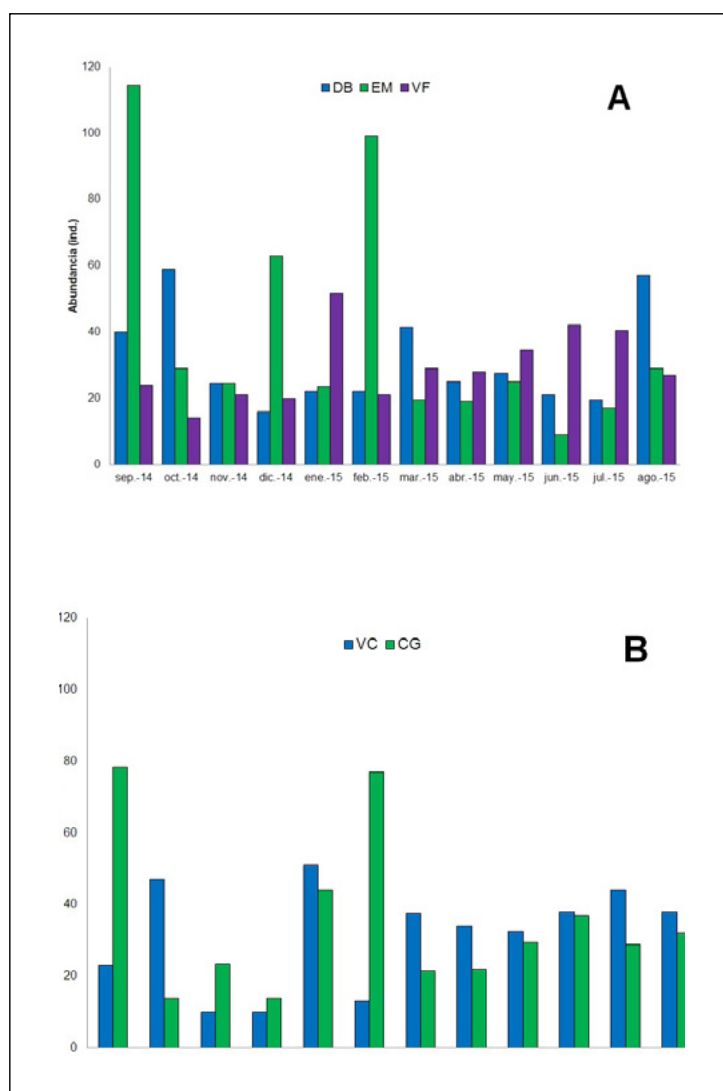 120
DB EM VF
A
100
80
Abundancia (ind.)
60
40
20
0
sep.-14 oct.-14 nov.-14 dic.-14 ene.-15 feb.-15 mar.-15 abr.-15 may.-15 jun.-15 jul.-15 ago.-15
120
VC CG
B
100
80
60
40
20
0